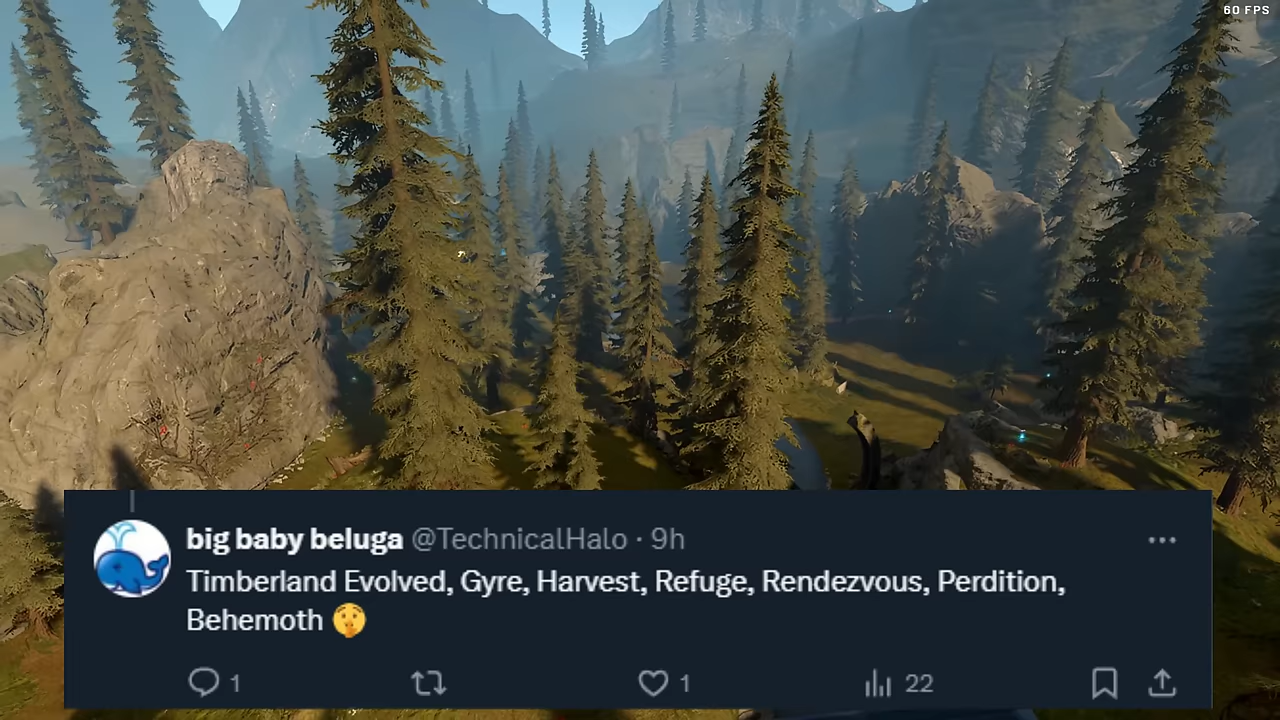 60 FPS
big baby beluga @TechnicalHalo · 9h
Timberland Evolved, Gyre, Harvest, Refuge, Rendezvous, Perdition,
Behemoth 🤫
1
1
22